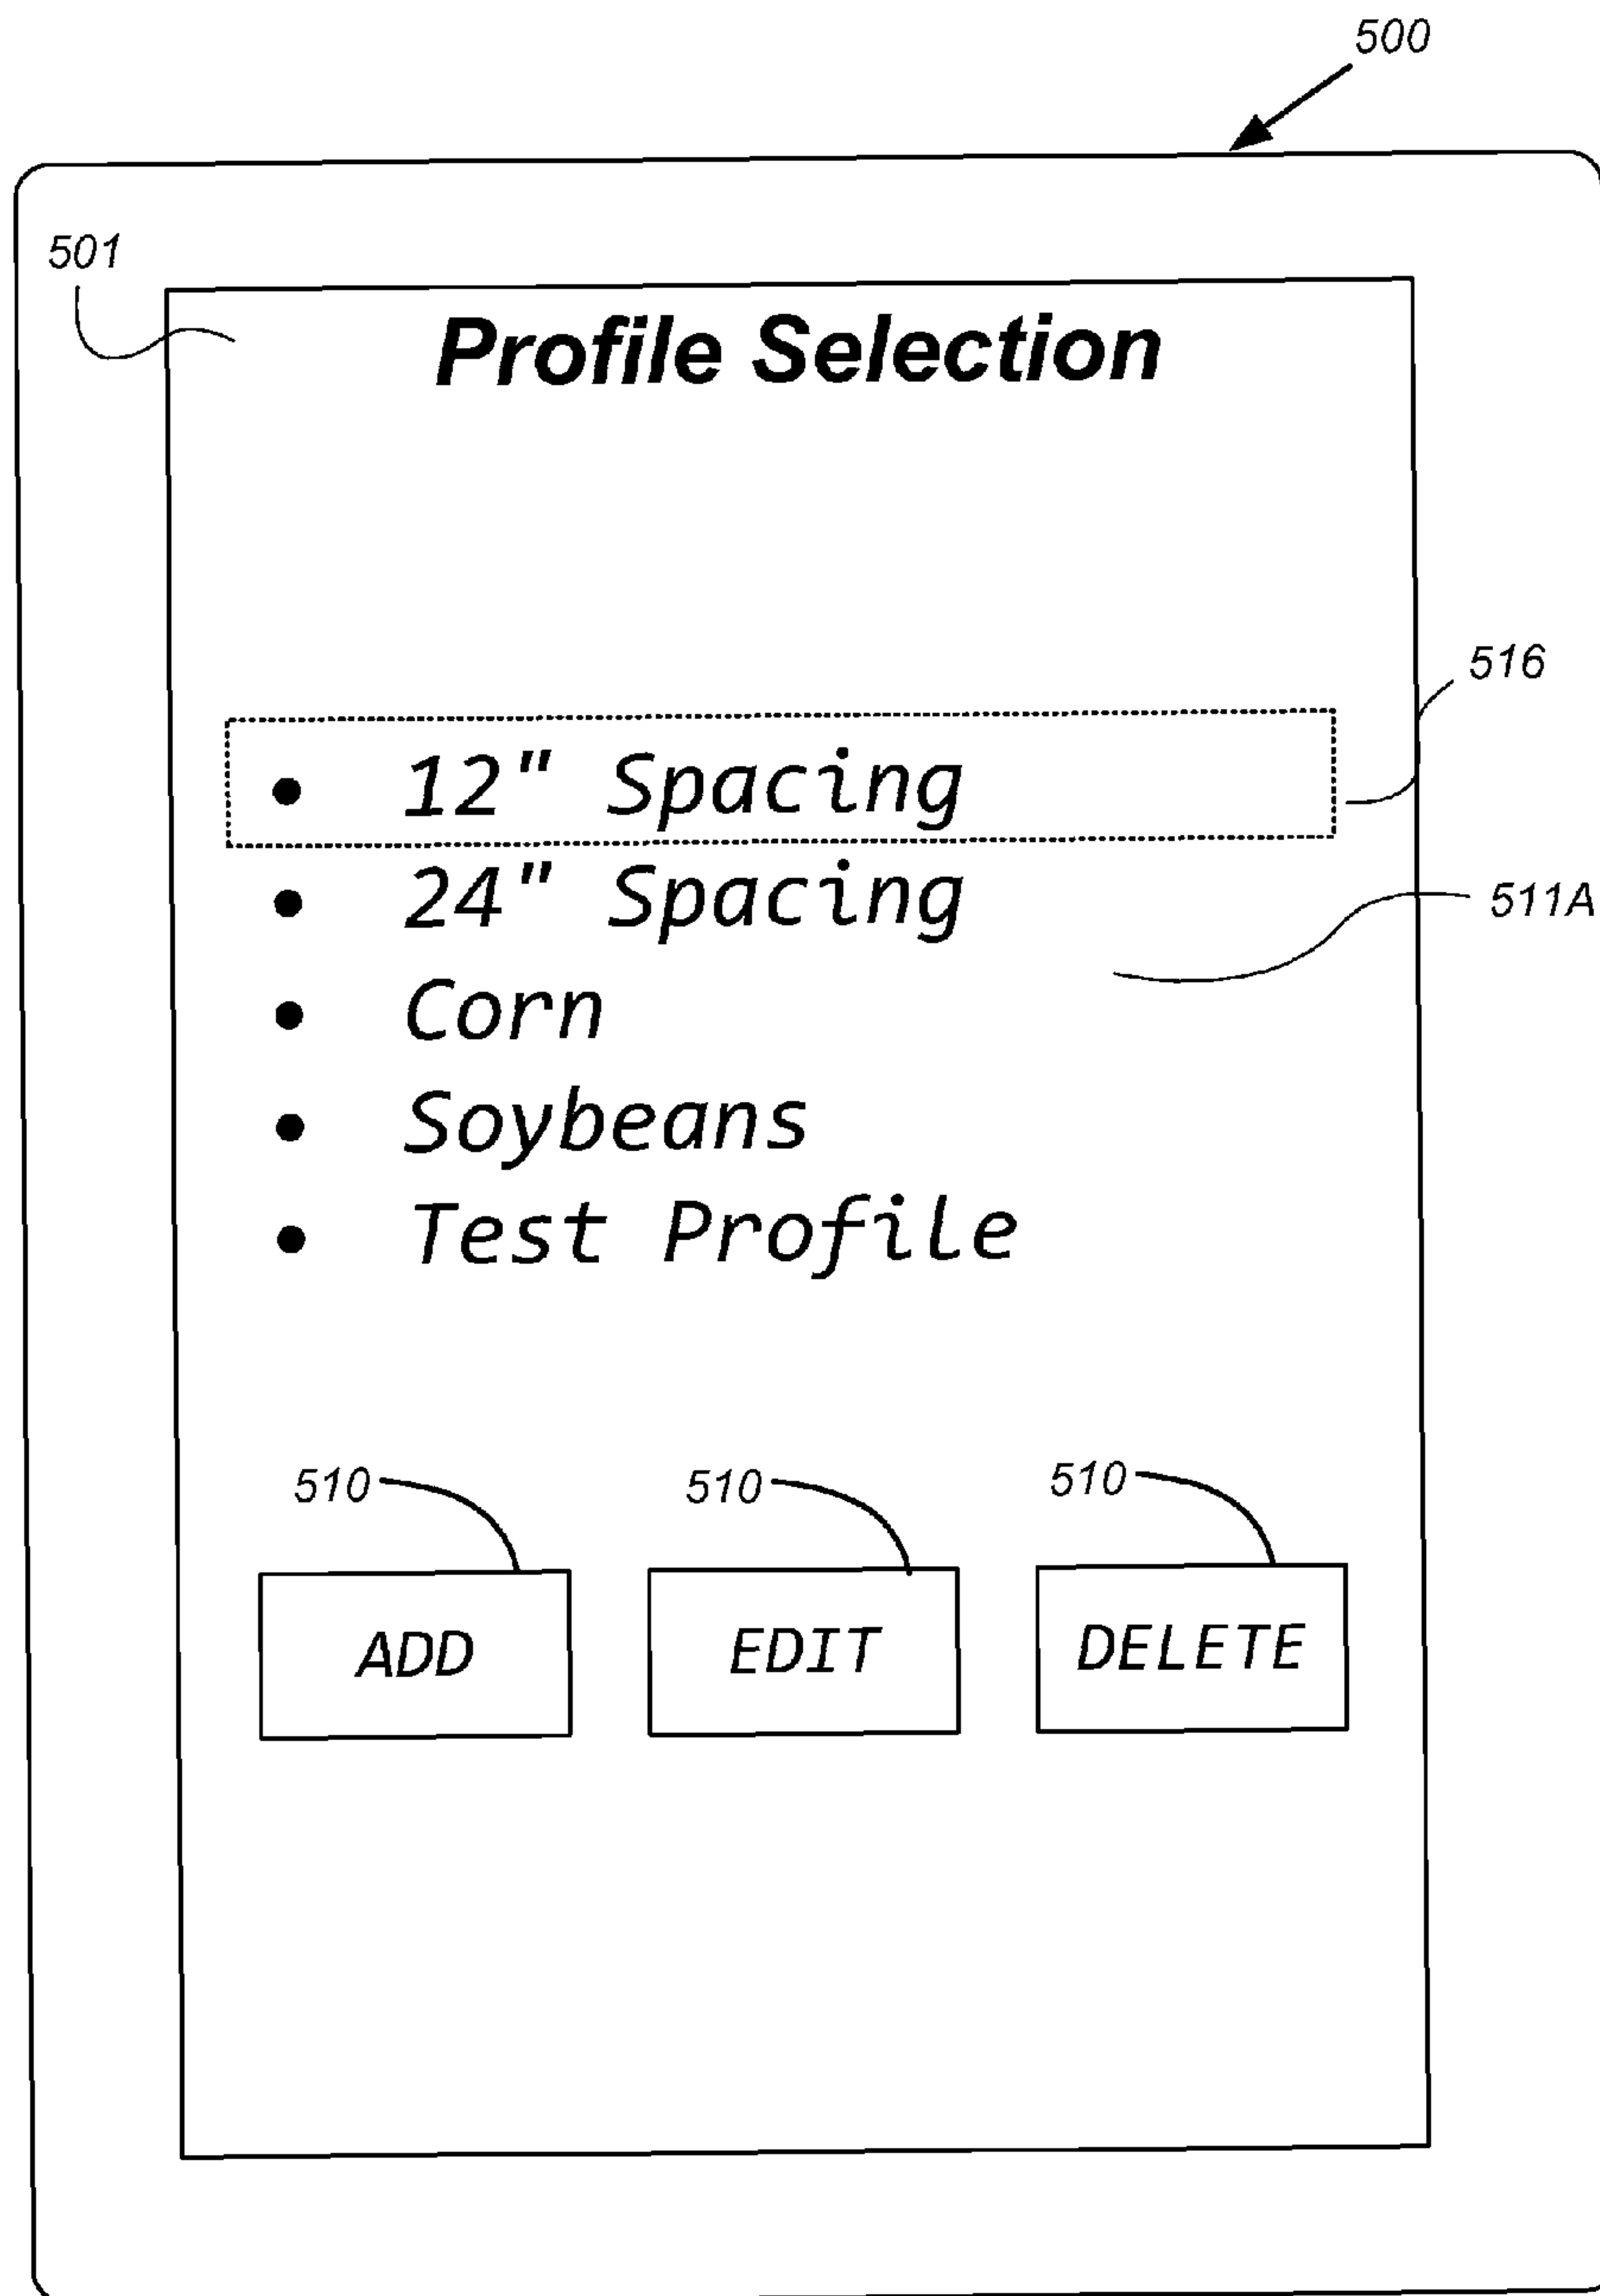 500
501
Profile Selection
516
• 12" Spacing
• 24" Spacing
511A
• Corn
• Soybeans
• Test Profile
510 510 510
ADD EDIT DELETE